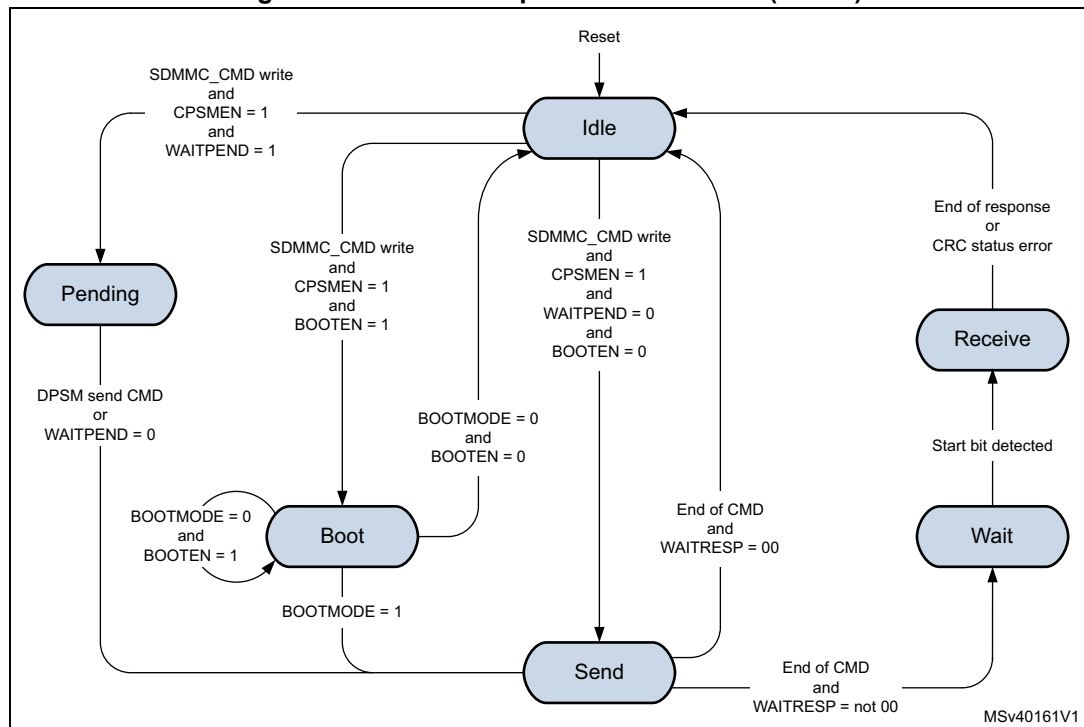 Reset
SDMMC_CMD write
and
CPSMEN = 1
and
WAITPEND = 1
Idle
SDMMC_CMD write
and
CPSMEN = 1
and
BOOTEN = 1
SDMMC_CMD write
and
CPSMEN = 1
and
WAITPEND = 0
and
BOOTEN = 0
End of response
or
CRC status error
Pending
Receive
DPSM send CMD
or
WAITPEND = 0
BOOTMODE = 0
and
BOOTEN = 0
Start bit detected
BOOTMODE = 0
and
BOOTEN = 1
Boot
End of CMD
and
WAITRESP = 00
Wait
BOOTMODE = 1
Send
End of CMD
and
WAITRESP = not 00
MSv40161V1